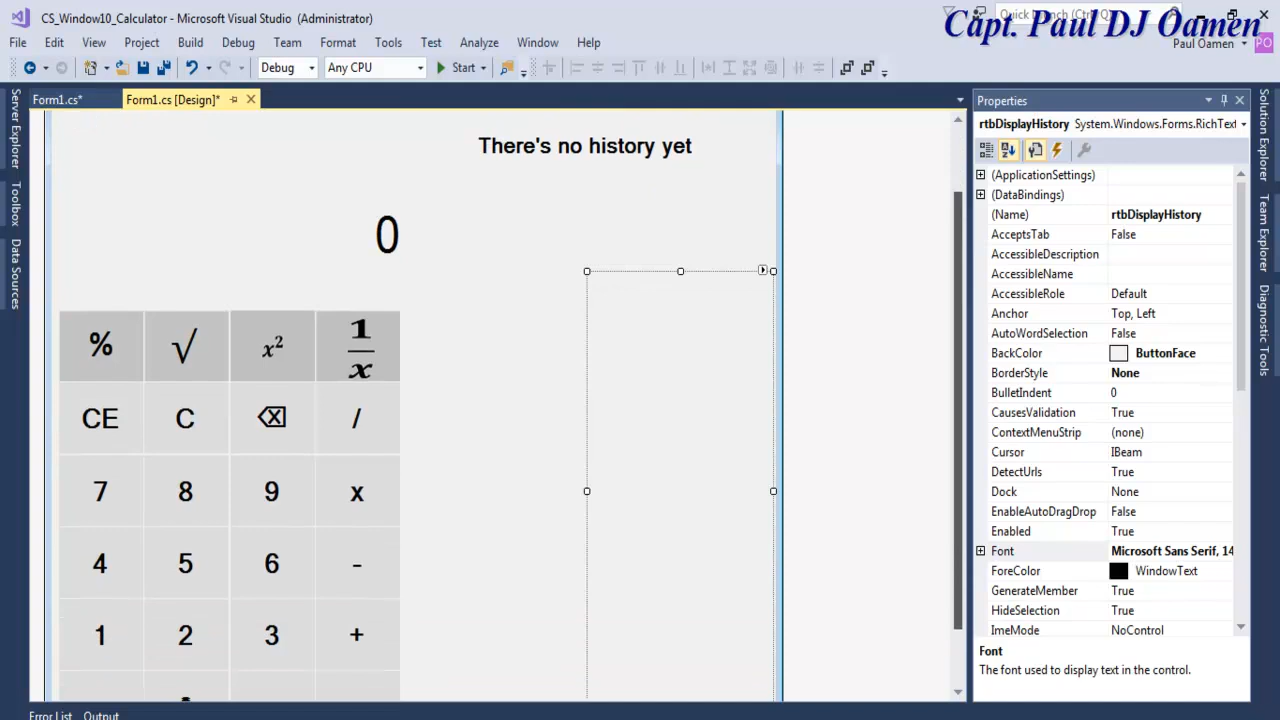 CS_Window10_Calculator - Microsoft Visual Studio (Administrator)
Quick Launch (Ctrl+Q)
Capt. Paul DJ Oamen
File Edit View Project Build Debug Team Format Tools Test Analyze Window Help
Paul Oamen PO
Debug Any CPU Start
Form1.cs* Form1.cs [Design]*
Server Explorer
Toolbox
Data Sources
There's no history yet
0
% √ x² 1/x
CE C ⌫ /
7 8 9 x
4 5 6 -
1 2 3 +
Properties
rtbDisplayHistory System.Windows.Forms.RichText
(ApplicationSettings)
(DataBindings)
(Name) rtbDisplayHistory
AcceptsTab False
AccessibleDescription
AccessibleName
AccessibleRole Default
Anchor Top, Left
AutoWordSelection False
BackColor ButtonFace
BorderStyle None
BulletIndent 0
CausesValidation True
ContextMenuStrip (none)
Cursor IBeam
DetectUrls True
Dock None
EnableAutoDragDrop False
Enabled True
Font Microsoft Sans Serif, 14
ForeColor WindowText
GenerateMember True
HideSelection True
ImeMode NoControl
Font
The font used to display text in the control.
Solution Explorer
Team Explorer
Diagnostic Tools
Error List Output